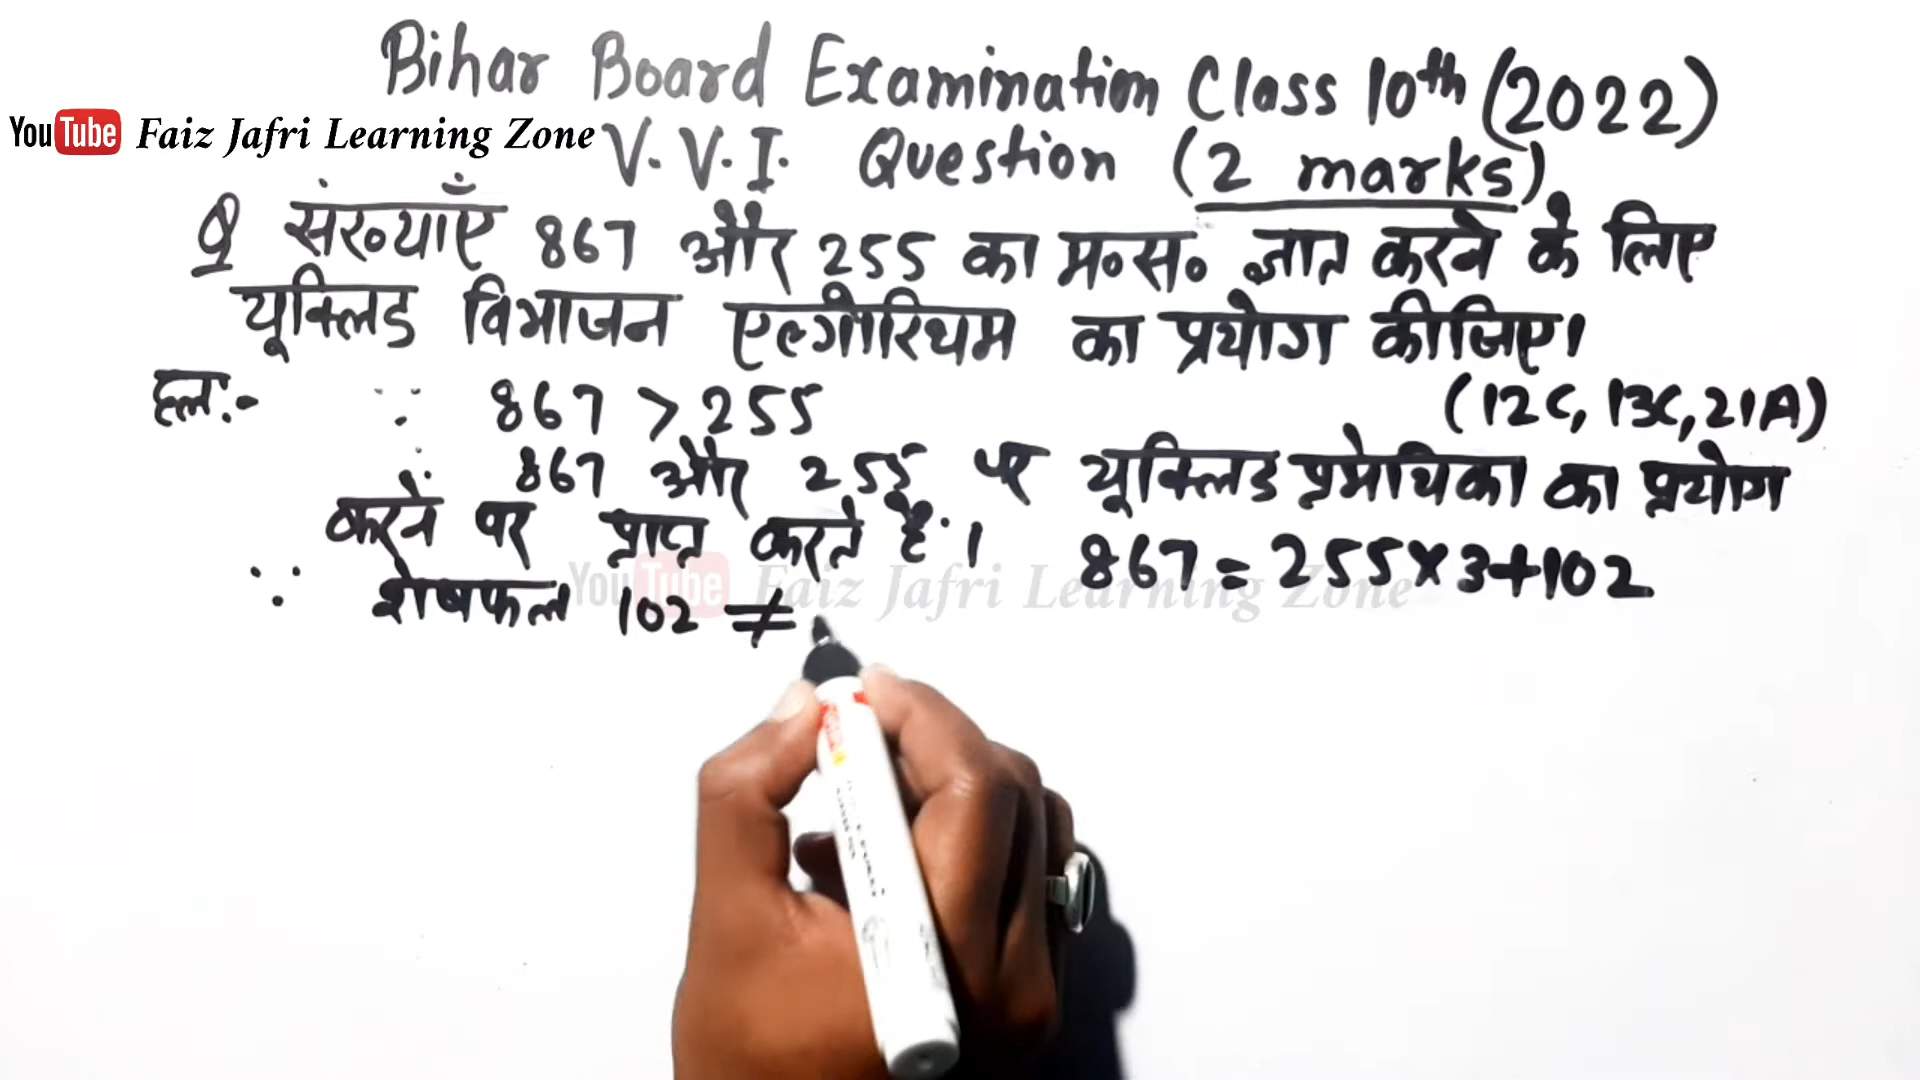 Bihar Board Examination Class 10th (2022)
YouTube Faiz Jafri Learning Zone
V.V.I. Question (2 marks)
Q संख्याएँ 867 और 255 का म०स० ज्ञात करने के लिए
यूक्लिड विभाजन एल्गोरिथम का प्रयोग कीजिए।
(12C, 13C, 21A)
हल:- ∵ 867 > 255
867 और 255 पर यूक्लिड प्रमेयिका का प्रयोग
करने पर प्राप्त करते हैं। 867 = 255×3+102
YouTube Faiz Jafri Learning Zone
∵ शेषफल 102 ≠